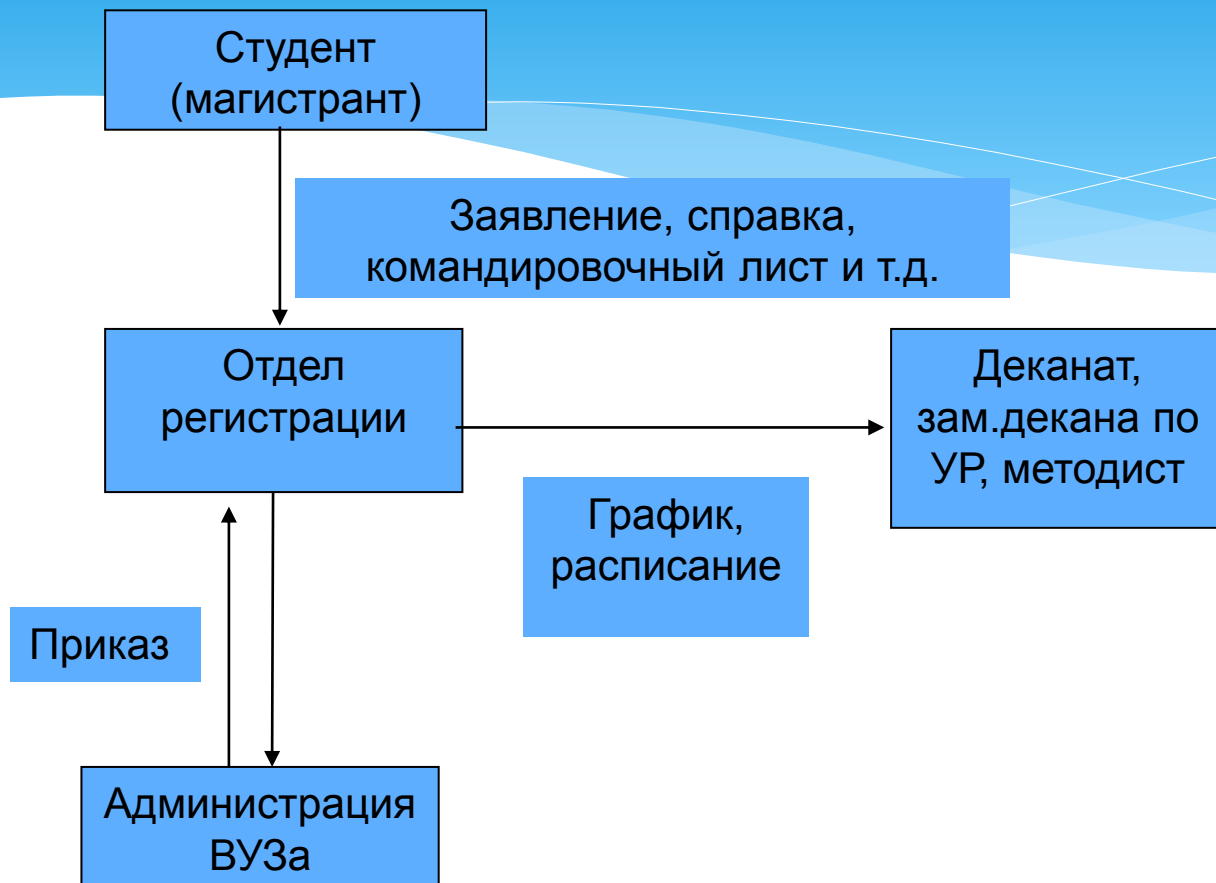 Студент
(магистрант)
Заявление, справка,
командировочный лист и т.д.
Отдел
регистрации
Деканат,
зам.декана по
УР, методист
График,
расписание
Приказ
Администрация
ВУЗа